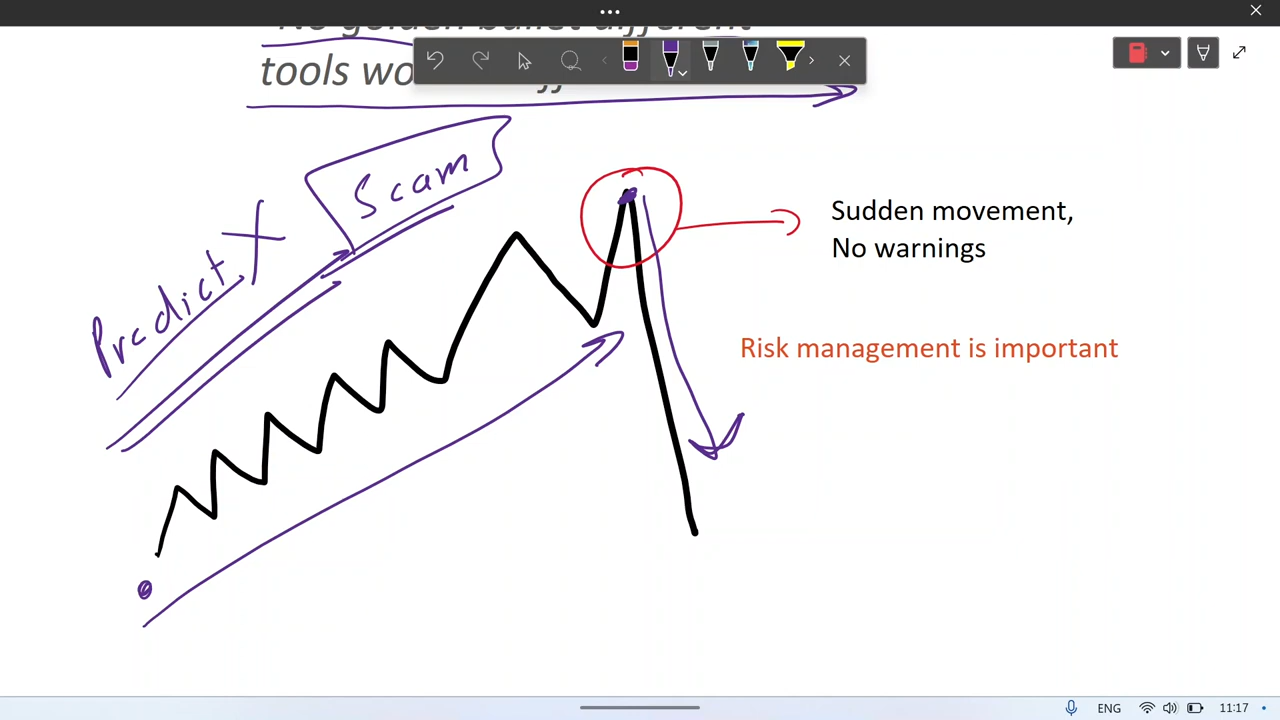 tools wo
Scam
Predict X
Sudden movement,
No warnings
Risk management is important
ENG
11:17